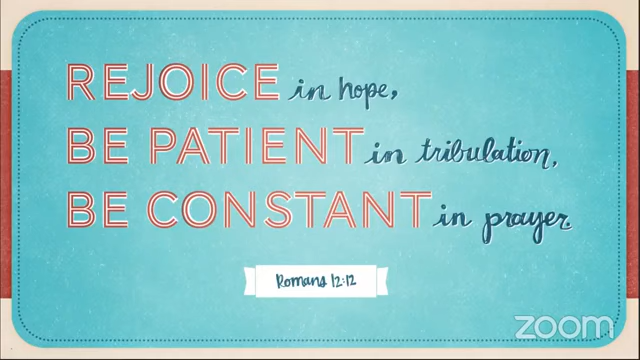 REJOICE in hope,
BE PATIENT in tribulation,
BE CONSTANT in prayer.
Romans 12:12
zoom